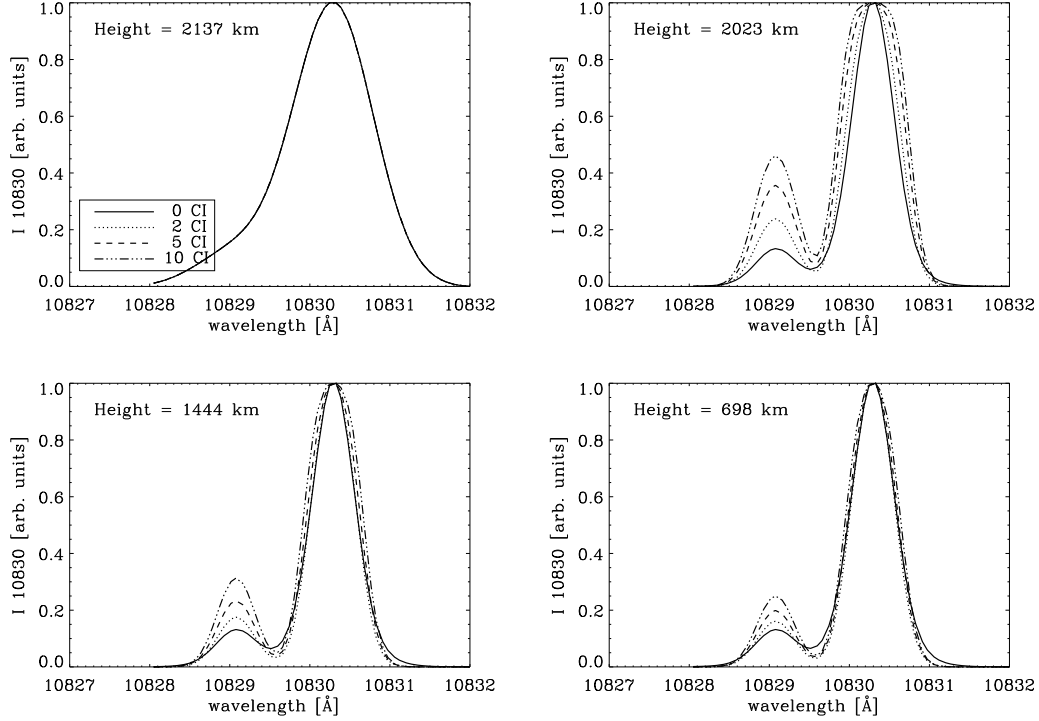 Height = 2137 km
I 10830 [arb. units]
1.0
0.8
0.6
0.4
0.2
0.0
0 CI
2 CI
5 CI
10 CI
10827 10828 10829 10830 10831 10832
wavelength [Å]
Height = 2023 km
I 10830 [arb. units]
1.0
0.8
0.6
0.4
0.2
0.0
10827 10828 10829 10830 10831 10832
wavelength [Å]
Height = 1444 km
I 10830 [arb. units]
1.0
0.8
0.6
0.4
0.2
0.0
10827 10828 10829 10830 10831 10832
wavelength [Å]
Height = 698 km
I 10830 [arb. units]
1.0
0.8
0.6
0.4
0.2
0.0
10827 10828 10829 10830 10831 10832
wavelength [Å]